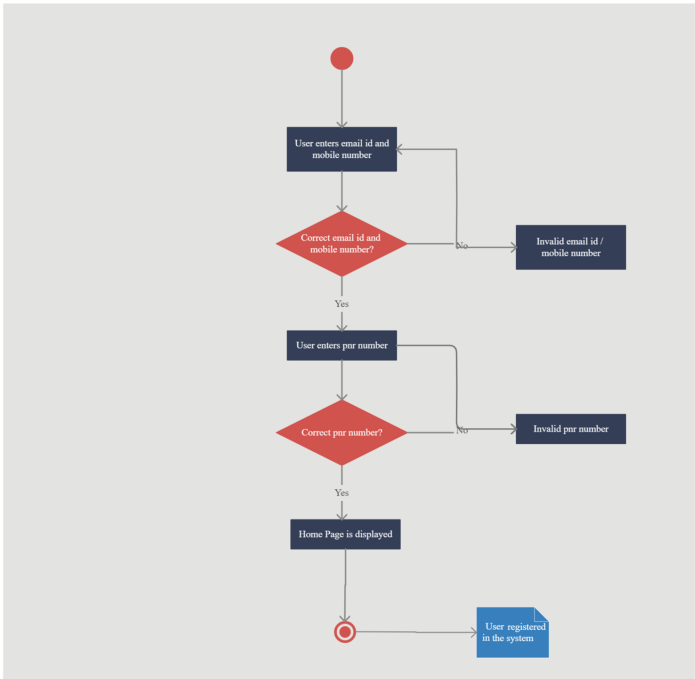 User enters email id and
mobile number
Correct email id and
mobile number?
No
Invalid email id /
mobile number
Yes
User enters pnr number
Correct pnr number?
No
Invalid pnr number
Yes
Home Page is displayed
User registered
in the system